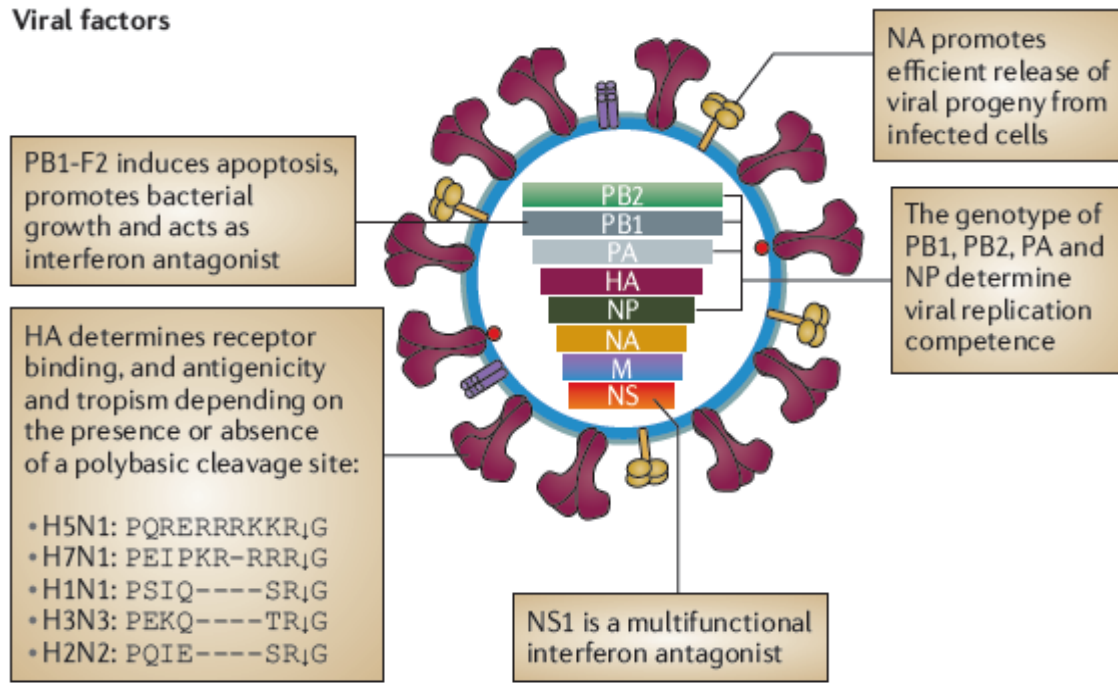 Viral factors
NA promotes
efficient release of
viral progeny from
infected cells
PB1-F2 induces apoptosis,
promotes bacterial
growth and acts as
interferon antagonist
PB2
PB1
PA
HA
NP
NA
M
NS
The genotype of
PB1, PB2, PA and
NP determine
viral replication
competence
HA determines receptor
binding, and antigenicity
and tropism depending on
the presence or absence
of a polybasic cleavage site:
• H5N1: PQRERRRKKR↓G
• H7N1: PEIPKR-RRR↓G
• H1N1: PSIQ----SR↓G
• H3N3: PEKQ----TR↓G
• H2N2: PQIE----SR↓G
NS1 is a multifunctional
interferon antagonist